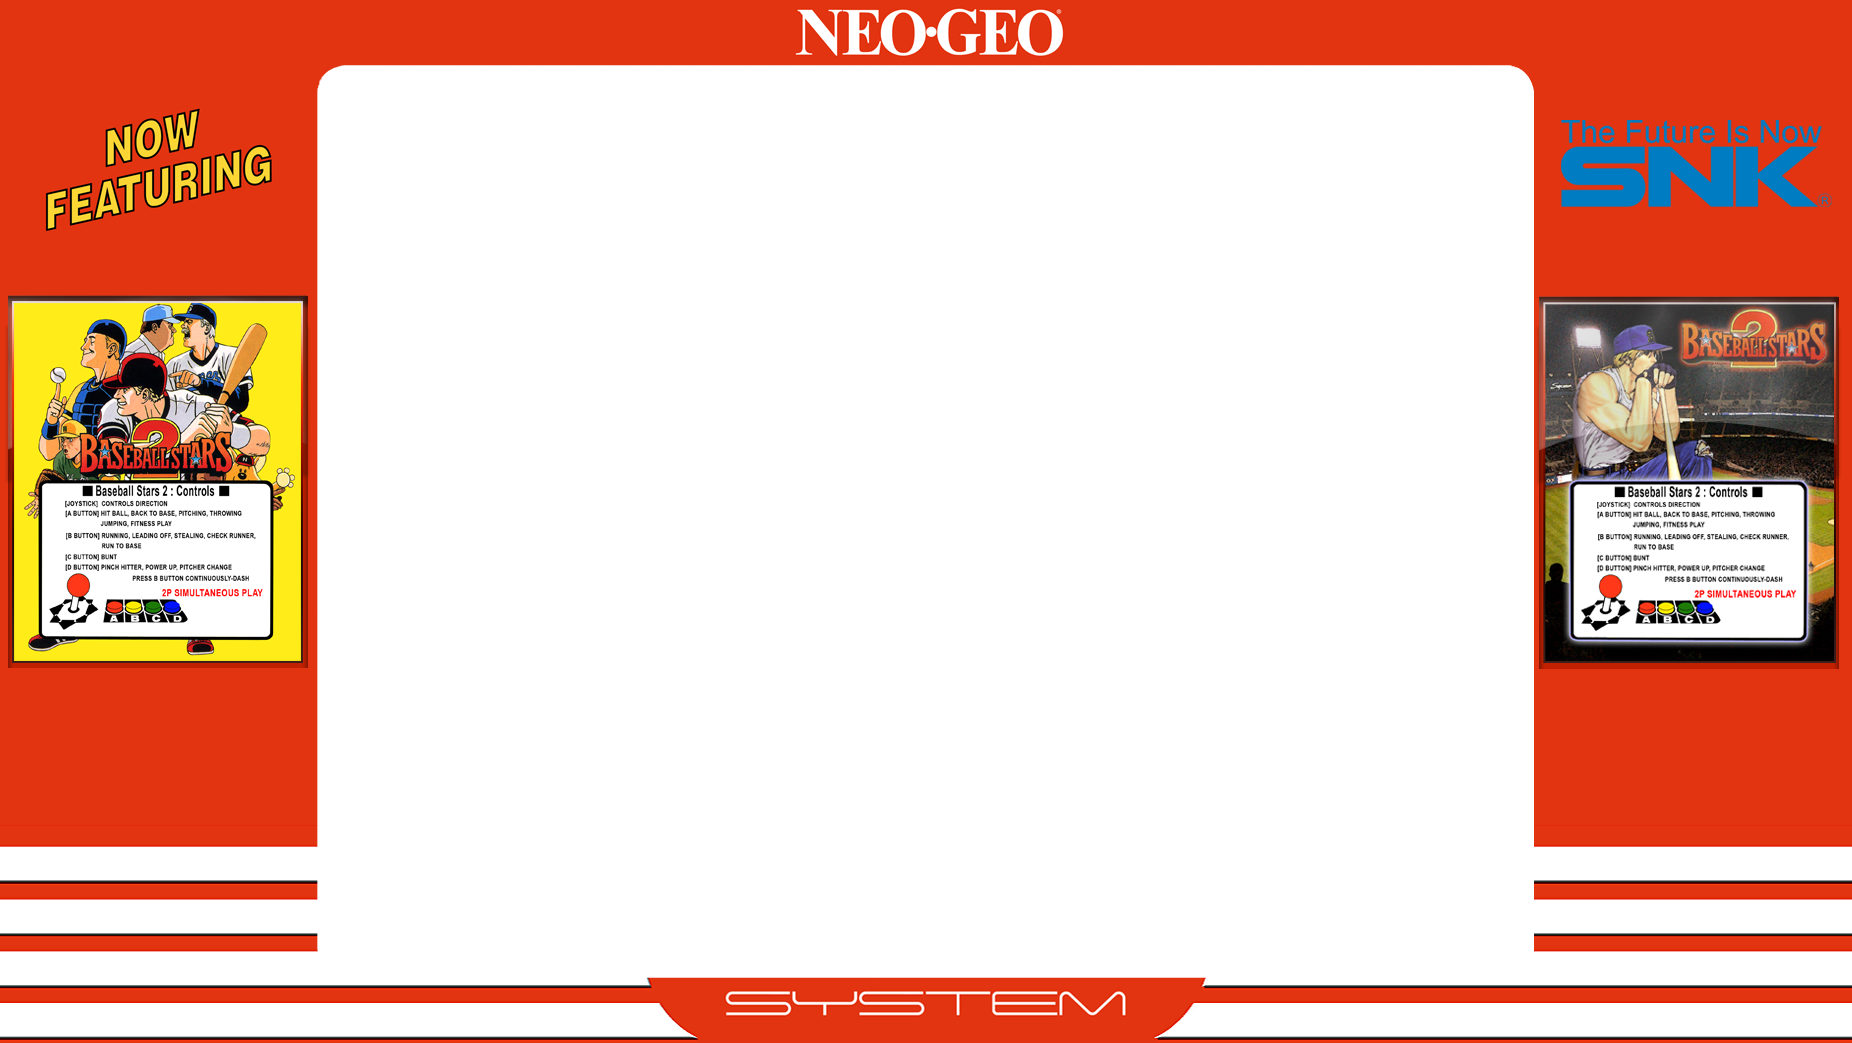 NEO•GEO®
NOW
FEATURING
The Future Is Now
SNK®
2
BASEBALL STARS
■ Baseball Stars 2 : Controls ■
[JOYSTICK] CONTROLS DIRECTION
[A BUTTON] HIT BALL, BACK TO BASE, PITCHING, THROWING
JUMPING, FITNESS PLAY
[B BUTTON] RUNNING, LEADING OFF, STEALING, CHECK RUNNER,
RUN TO BASE
[C BUTTON] BUNT
[D BUTTON] PINCH HITTER, POWER UP, PITCHER CHANGE
PRESS B BUTTON CONTINUOUSLY-DASH
2P SIMULTANEOUS PLAY
A B C D
2
BASEBALL STARS
■ Baseball Stars 2 : Controls ■
[JOYSTICK] CONTROLS DIRECTION
[A BUTTON] HIT BALL, BACK TO BASE, PITCHING, THROWING
JUMPING, FITNESS PLAY
[B BUTTON] RUNNING, LEADING OFF, STEALING, CHECK RUNNER,
RUN TO BASE
[C BUTTON] BUNT
[D BUTTON] PINCH HITTER, POWER UP, PITCHER CHANGE
PRESS B BUTTON CONTINUOUSLY-DASH
2P SIMULTANEOUS PLAY
A B C D
SYSTEM